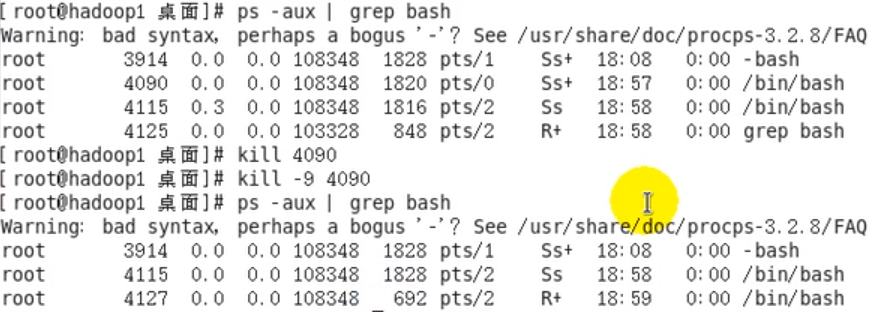 [root@hadoop1 桌面]# ps -aux | grep bash
Warning: bad syntax, perhaps a bogus '-'? See /usr/share/doc/procps-3.2.8/FAQ
root 3914 0.0 0.0 108348 1828 pts/1 Ss+ 18:08 0:00 -bash
root 4090 0.0 0.0 108348 1820 pts/0 Ss+ 18:57 0:00 /bin/bash
root 4115 0.3 0.0 108348 1816 pts/2 Ss 18:58 0:00 /bin/bash
root 4125 0.0 0.0 103328 848 pts/2 R+ 18:58 0:00 grep bash
[root@hadoop1 桌面]# kill 4090
[root@hadoop1 桌面]# kill -9 4090
[root@hadoop1 桌面]# ps -aux | grep bash
Warning: bad syntax, perhaps a bogus '-'? See /usr/share/doc/procps-3.2.8/FAQ
root 3914 0.0 0.0 108348 1828 pts/1 Ss+ 18:08 0:00 -bash
root 4115 0.0 0.0 108348 1828 pts/2 Ss 18:58 0:00 /bin/bash
root 4127 0.0 0.0 108348 692 pts/2 R+ 18:59 0:00 /bin/bash